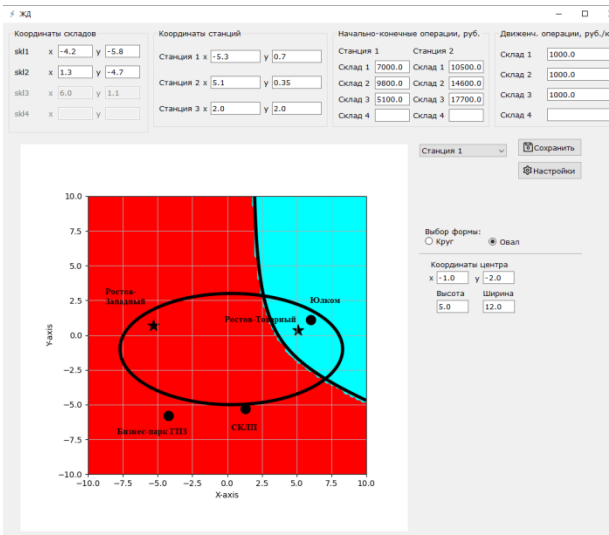 ЖД
Координаты складов
skl1 x -4.2 y -5.8
skl2 x 1.3 y -4.7
skl3 x 6.0 y 1.1
skl4 x y
Координаты станций
Станция 1 x -5.3 y 0.7
Станция 2 x 5.1 y 0.35
Станция 3 x 2.0 y 2.0
Начально-конечные операции, руб.
Станция 1 Станция 2
Склад 1 7000.0 Склад 1 10500.0
Склад 2 9800.0 Склад 2 14600.0
Склад 3 5100.0 Склад 3 17700.0
Склад 4 Склад 4
Движенч. операции, руб./к
Склад 1 1000.0
Склад 2 1000.0
Склад 3 1000.0
Склад 4
Станция 1
Сохранить
Настройки
Выбор формы:
Круг Овал
Координаты центра
x -1.0 y -2.0
Высота Ширина
5.0 12.0
10.0
7.5
5.0
2.5
0.0
−2.5
−5.0
−7.5
−10.0
Y-axis
Ростов-
Западный
Юлком
Ростов-Товарный
Бизнес-парк ГПЗ
СКЛП
−10.0 −7.5 −5.0 −2.5 0.0 2.5 5.0 7.5 10.0
X-axis